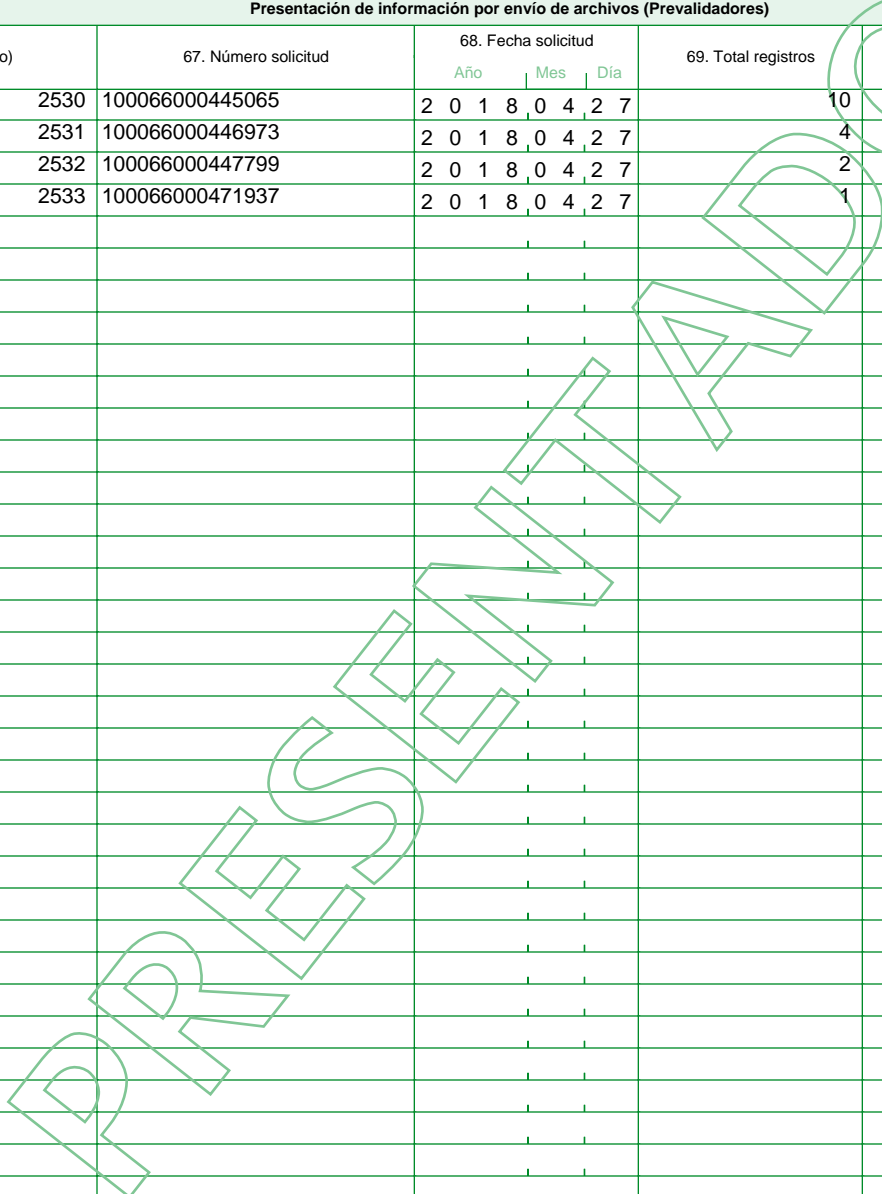 Presentación de información por envío de archivos (Prevalidadores)
o) 67. Número solicitud 68. Fecha solicitud 69. Total registros
Año Mes Día
2530 100066000445065 2 0 1 8 0 4 2 7 10
2531 100066000446973 2 0 1 8 0 4 2 7 4
2532 100066000447799 2 0 1 8 0 4 2 7 2
2533 100066000471937 2 0 1 8 0 4 2 7 1
PRESENTADO